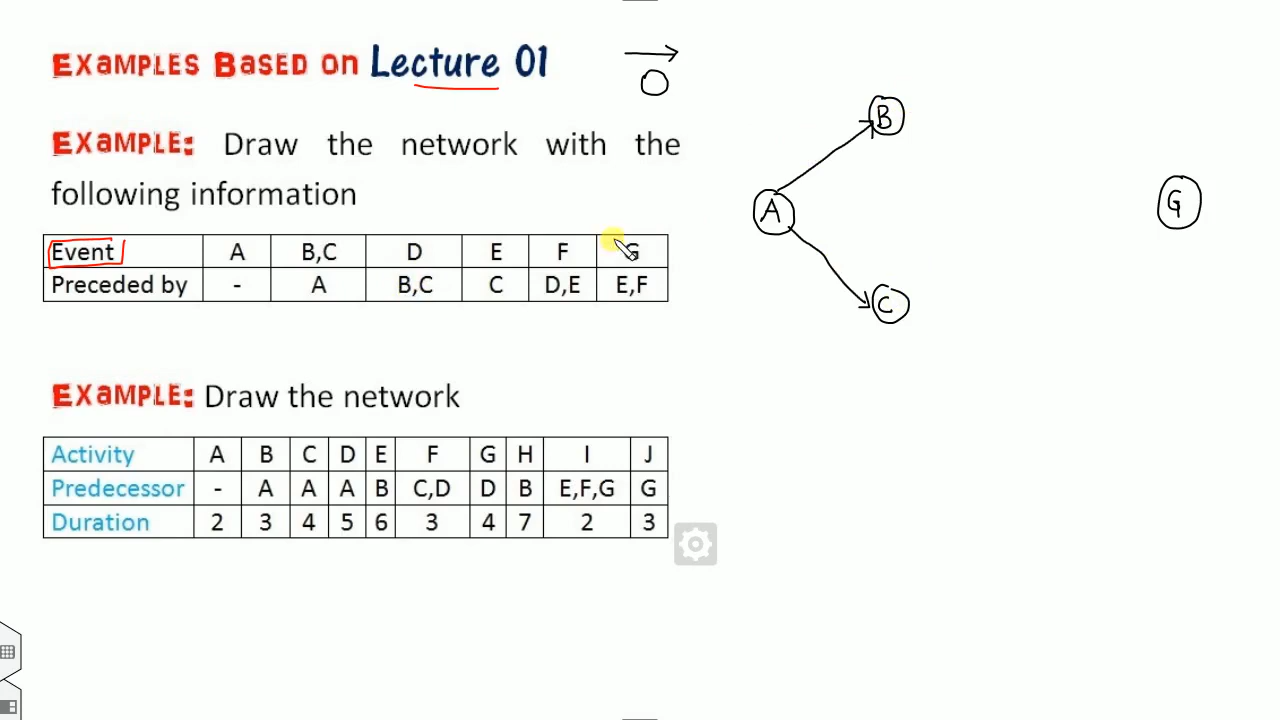 Examples Based on Lecture 01
Example: Draw the network with the
following information
Event A B,C D E F G
Preceded by - A B,C C D,E E,F
Example: Draw the network
Activity A B C D E F G H I J
Predecessor - A A A B C,D D B E,F,G G
Duration 2 3 4 5 6 3 4 7 2 3
B
A
C
G